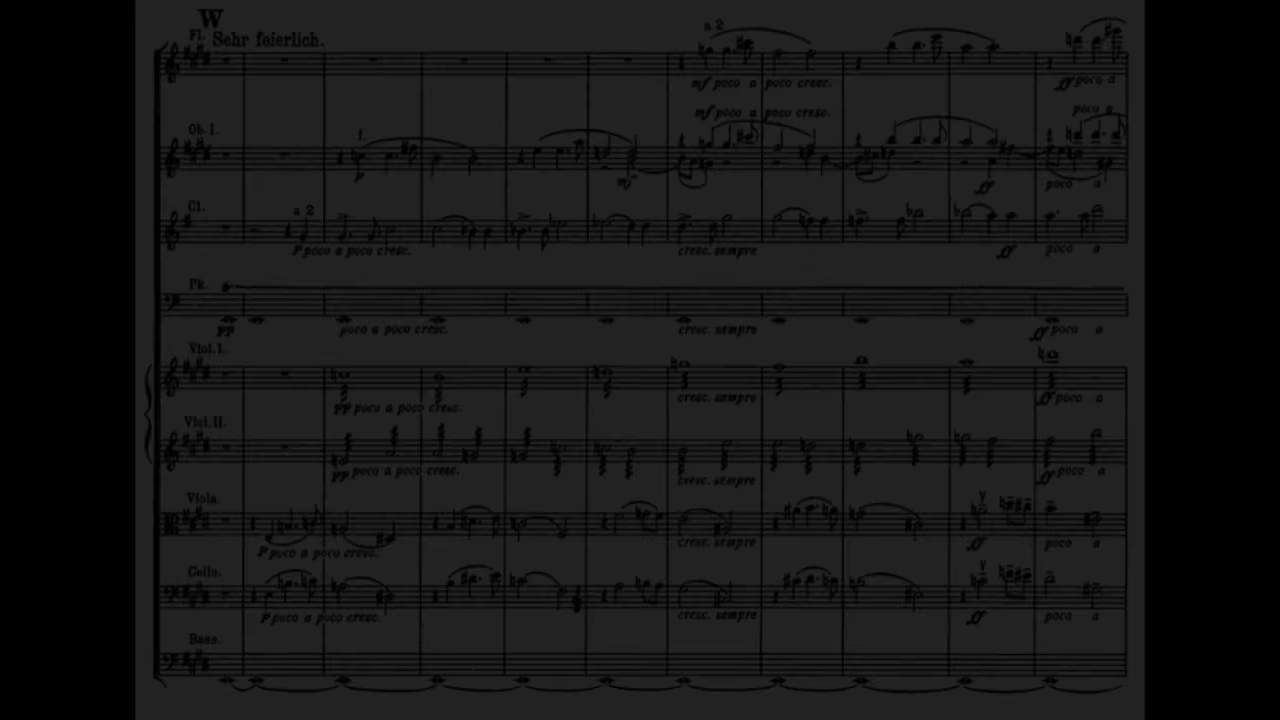 W
Fl. Sehr feierlich.
a 2
mf poco a poco cresc. ff poco a
mf poco a poco cresc. poco a
Ob. I.
I.
p mf ff poco a
Cl.
a 2
p poco a poco cresc. cresc. sempre ff poco a
Pk.
pp poco a poco cresc. cresc. sempre ff poco a
Viol. I.
pp poco a poco cresc. cresc. sempre ff poco a
Viol. II.
pp poco a poco cresc. cresc. sempre ff poco a
Viola.
p poco a poco cresc. cresc. sempre ff poco a
Cello.
p poco a poco cresc. cresc. sempre ff poco a
Bass.